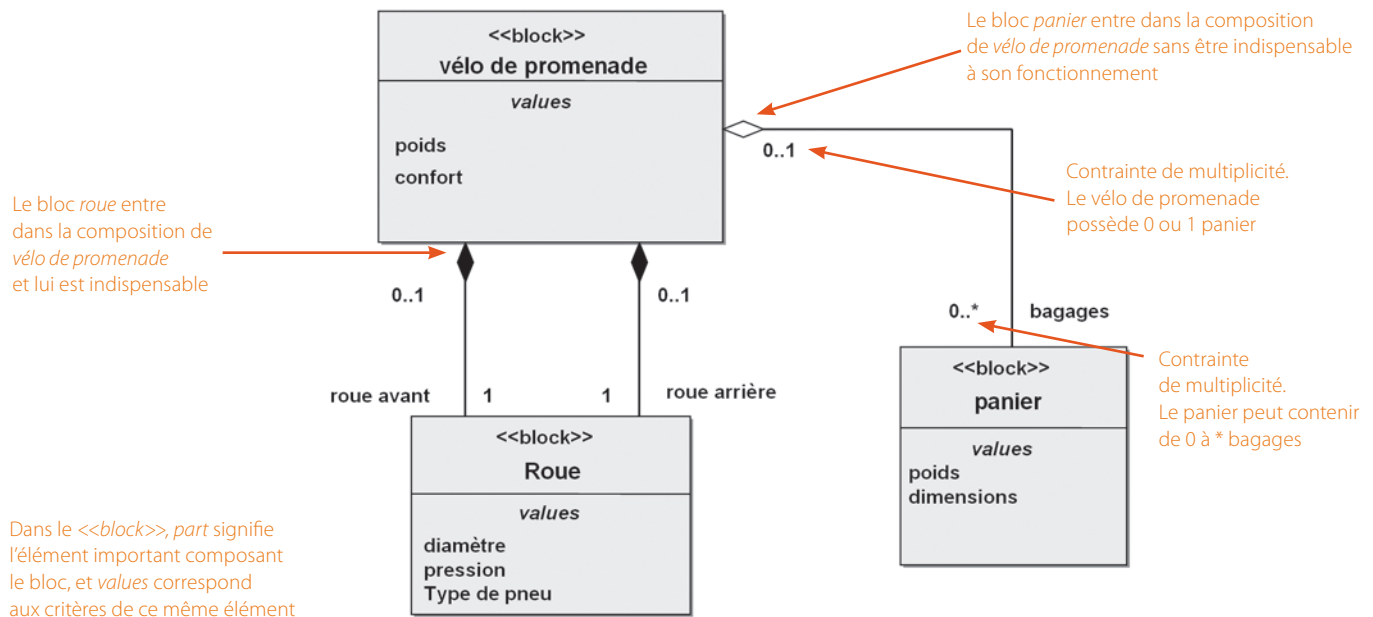 <<block>>
vélo de promenade
values
poids
confort
Le bloc panier entre dans la composition
de vélo de promenade sans être indispensable
à son fonctionnement
0..1
Contrainte de multiplicité.
Le vélo de promenade
possède 0 ou 1 panier
Le bloc roue entre
dans la composition de
vélo de promenade
et lui est indispensable
0..1
0..1
0..*
bagages
roue avant
1
1
roue arrière
<<block>>
Roue
values
diamètre
pression
Type de pneu
<<block>>
panier
values
poids
dimensions
Contrainte
de multiplicité.
Le panier peut contenir
de 0 à * bagages
Dans le <<block>>, part signifie
l'élément important composant
le bloc, et values correspond
aux critères de ce même élément